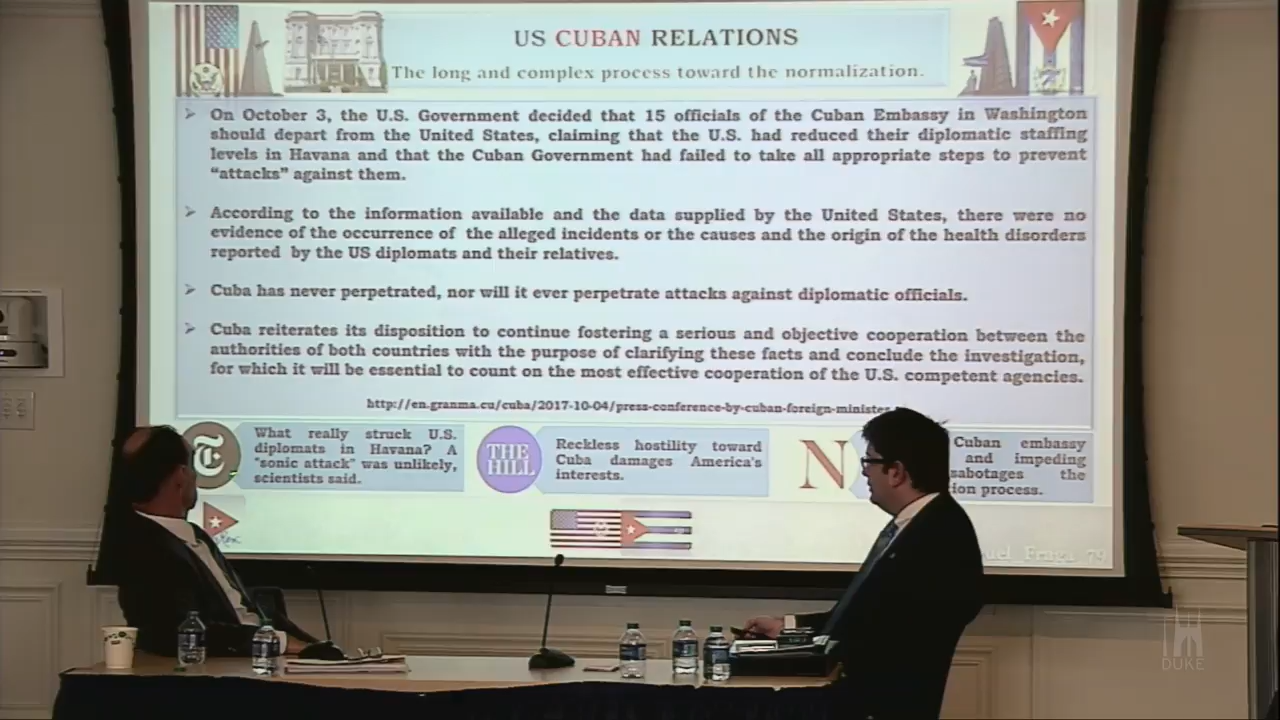 US CUBAN RELATIONS
The long and complex process toward the normalization.
➢ On October 3, the U.S. Government decided that 15 officials of the Cuban Embassy in Washington
should depart from the United States, claiming that the U.S. had reduced their diplomatic staffing
levels in Havana and that the Cuban Government had failed to take all appropriate steps to prevent
“attacks” against them.
➢ According to the information available and the data supplied by the United States, there were no
evidence of the occurrence of the alleged incidents or the causes and the origin of the health disorders
reported by the US diplomats and their relatives.
➢ Cuba has never perpetrated, nor will it ever perpetrate attacks against diplomatic officials.
➢ Cuba reiterates its disposition to continue fostering a serious and objective cooperation between the
authorities of both countries with the purpose of clarifying these facts and conclude the investigation,
for which it will be essential to count on the most effective cooperation of the U.S. competent agencies.
http://en.granma.cu/cuba/2017-10-04/press-conference-by-cuban-foreign-minister
T
What really struck U.S.
diplomats in Havana? A
"sonic attack" was unlikely,
scientists said.
THE
HILL
Reckless hostility toward
Cuba damages America's
interests.
N
Cuban embassy
and impeding
sabotages the
process.
Fraga
DUKE